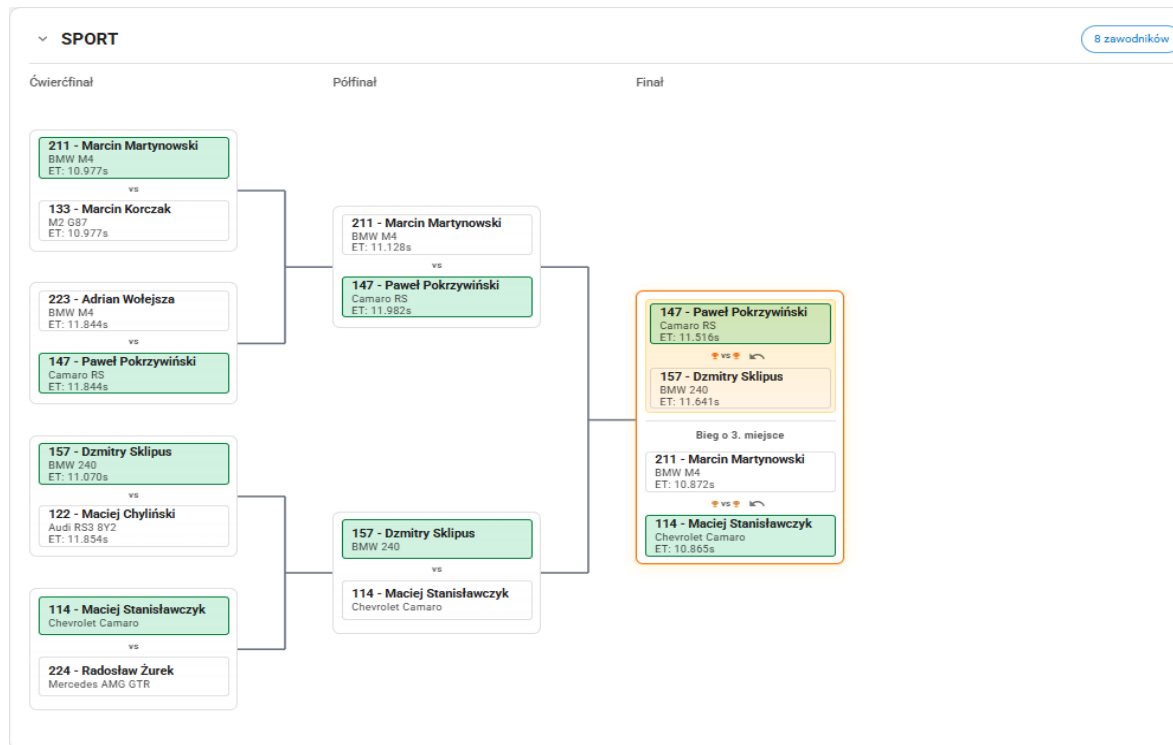 SPORT
8 zawodników
Ćwierćfinał
Półfinał
Finał
211 - Marcin Martynowski
BMW M4
ET: 10.977s
vs
133 - Marcin Korczak
M2 G87
ET: 10.977s
223 - Adrian Wołejsza
BMW M4
ET: 11.844s
vs
147 - Paweł Pokrzywiński
Camaro RS
ET: 11.844s
157 - Dzmitry Sklipus
BMW 240
ET: 11.070s
vs
122 - Maciej Chyliński
Audi RS3 8Y2
ET: 11.854s
114 - Maciej Stanisławczyk
Chevrolet Camaro
vs
224 - Radosław Żurek
Mercedes AMG GTR
211 - Marcin Martynowski
BMW M4
ET: 11.128s
vs
147 - Paweł Pokrzywiński
Camaro RS
ET: 11.982s
157 - Dzmitry Sklipus
BMW 240
vs
114 - Maciej Stanisławczyk
Chevrolet Camaro
147 - Paweł Pokrzywiński
Camaro RS
ET: 11.516s
vs
157 - Dzmitry Sklipus
BMW 240
ET: 11.641s
Bieg o 3. miejsce
211 - Marcin Martynowski
BMW M4
ET: 10.872s
vs
114 - Maciej Stanisławczyk
Chevrolet Camaro
ET: 10.865s